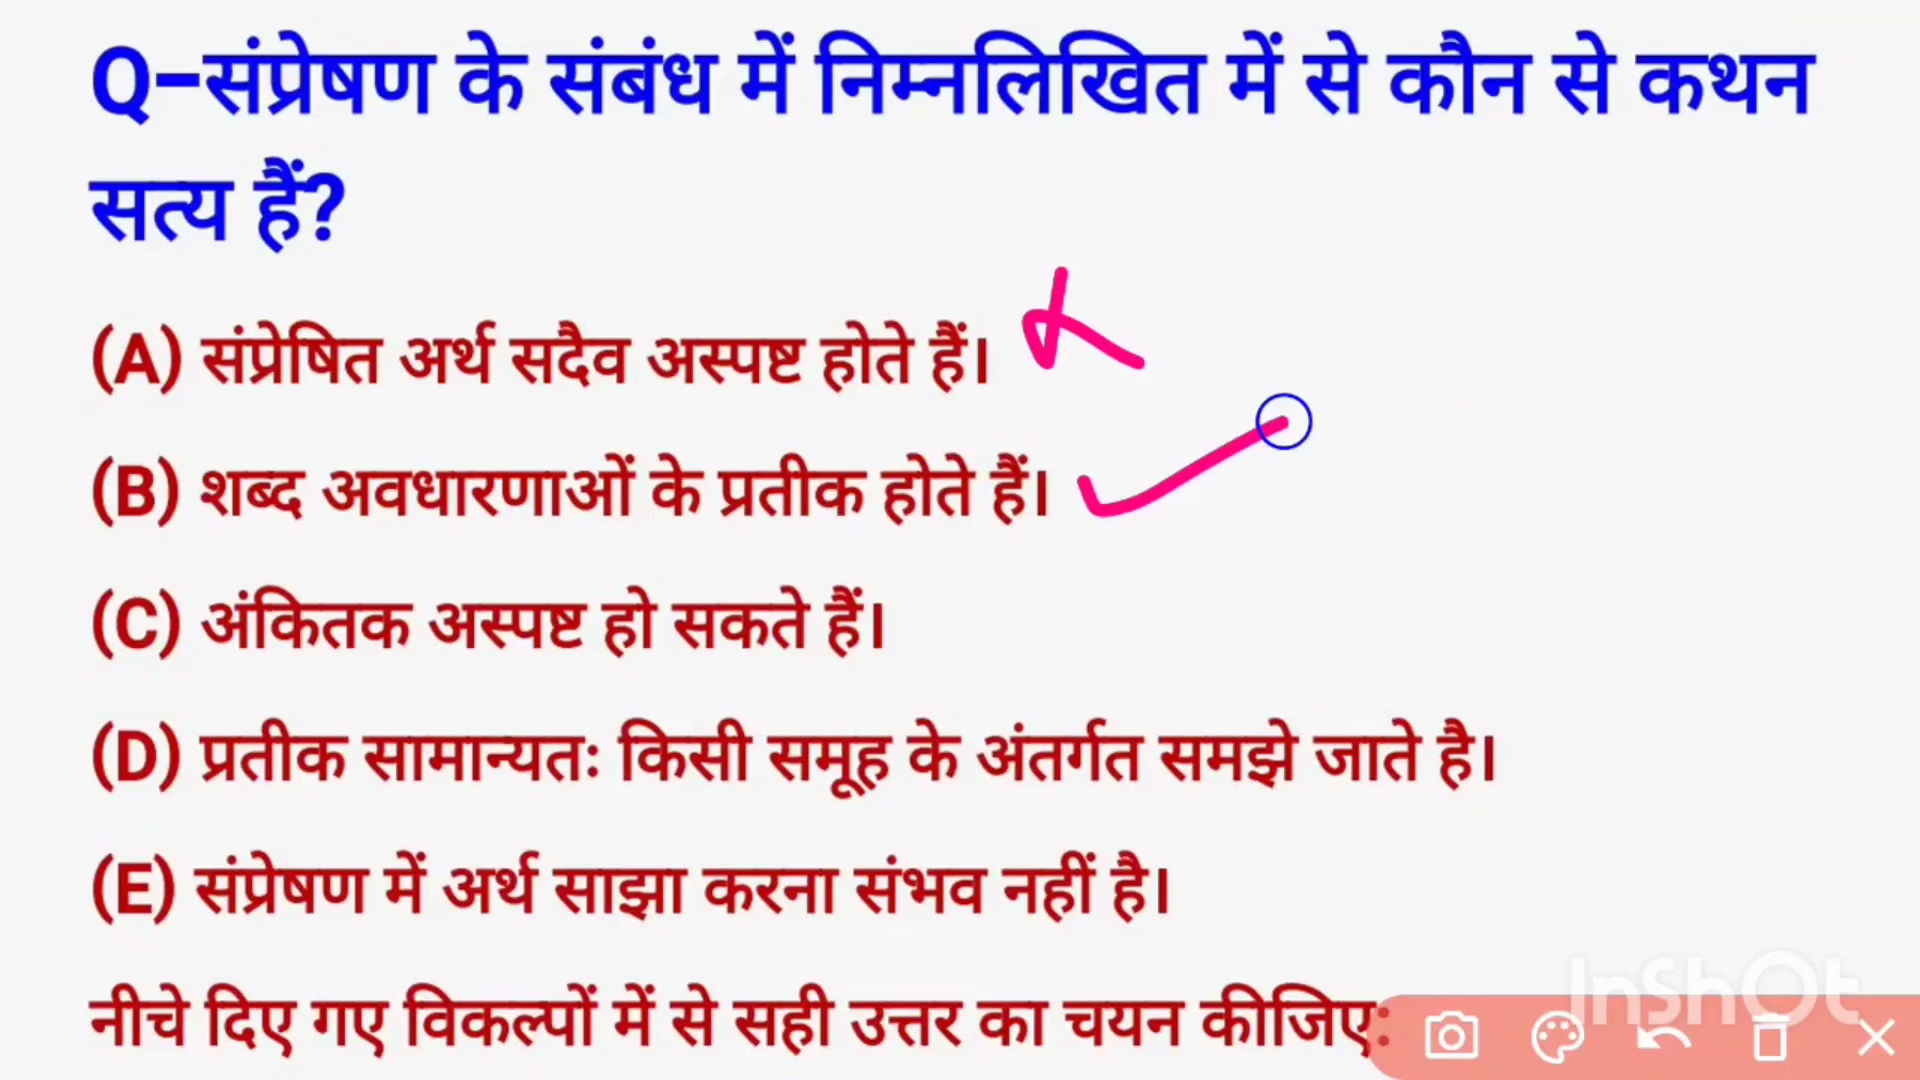 Q–संप्रेषण के संबंध में निम्नलिखित में से कौन से कथन
सत्य हैं?
(A) संप्रेषित अर्थ सदैव अस्पष्ट होते हैं।
(B) शब्द अवधारणाओं के प्रतीक होते हैं।
(C) अंकितक अस्पष्ट हो सकते हैं।
(D) प्रतीक सामान्यतः किसी समूह के अंतर्गत समझे जाते है।
(E) संप्रेषण में अर्थ साझा करना संभव नहीं है।
नीचे दिए गए विकल्पों में से सही उत्तर का चयन कीजिए:
InShOt